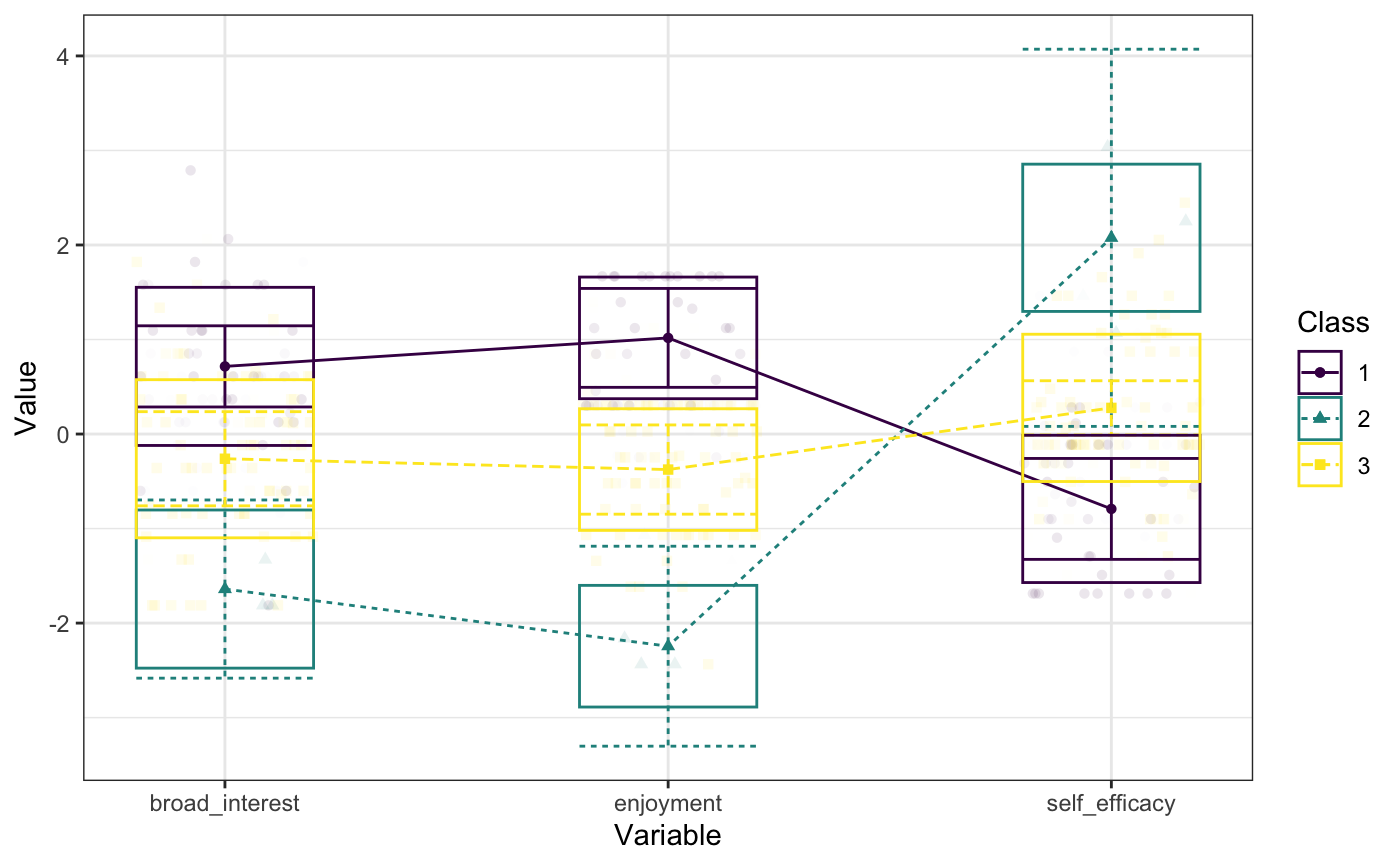 4
2
0
-2
Value
broad_interest
enjoyment
self_efficacy
Variable
Class
1
2
3